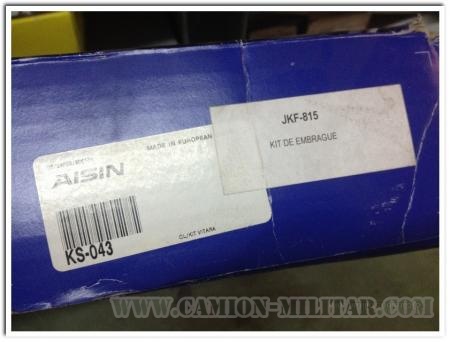 MADE IN EUROPEAN
AISIN
KS-043
CL/KIT VITARA
JKF-815
KIT DE EMBRAGUE
WWW.CAMION-MILITAR.COM